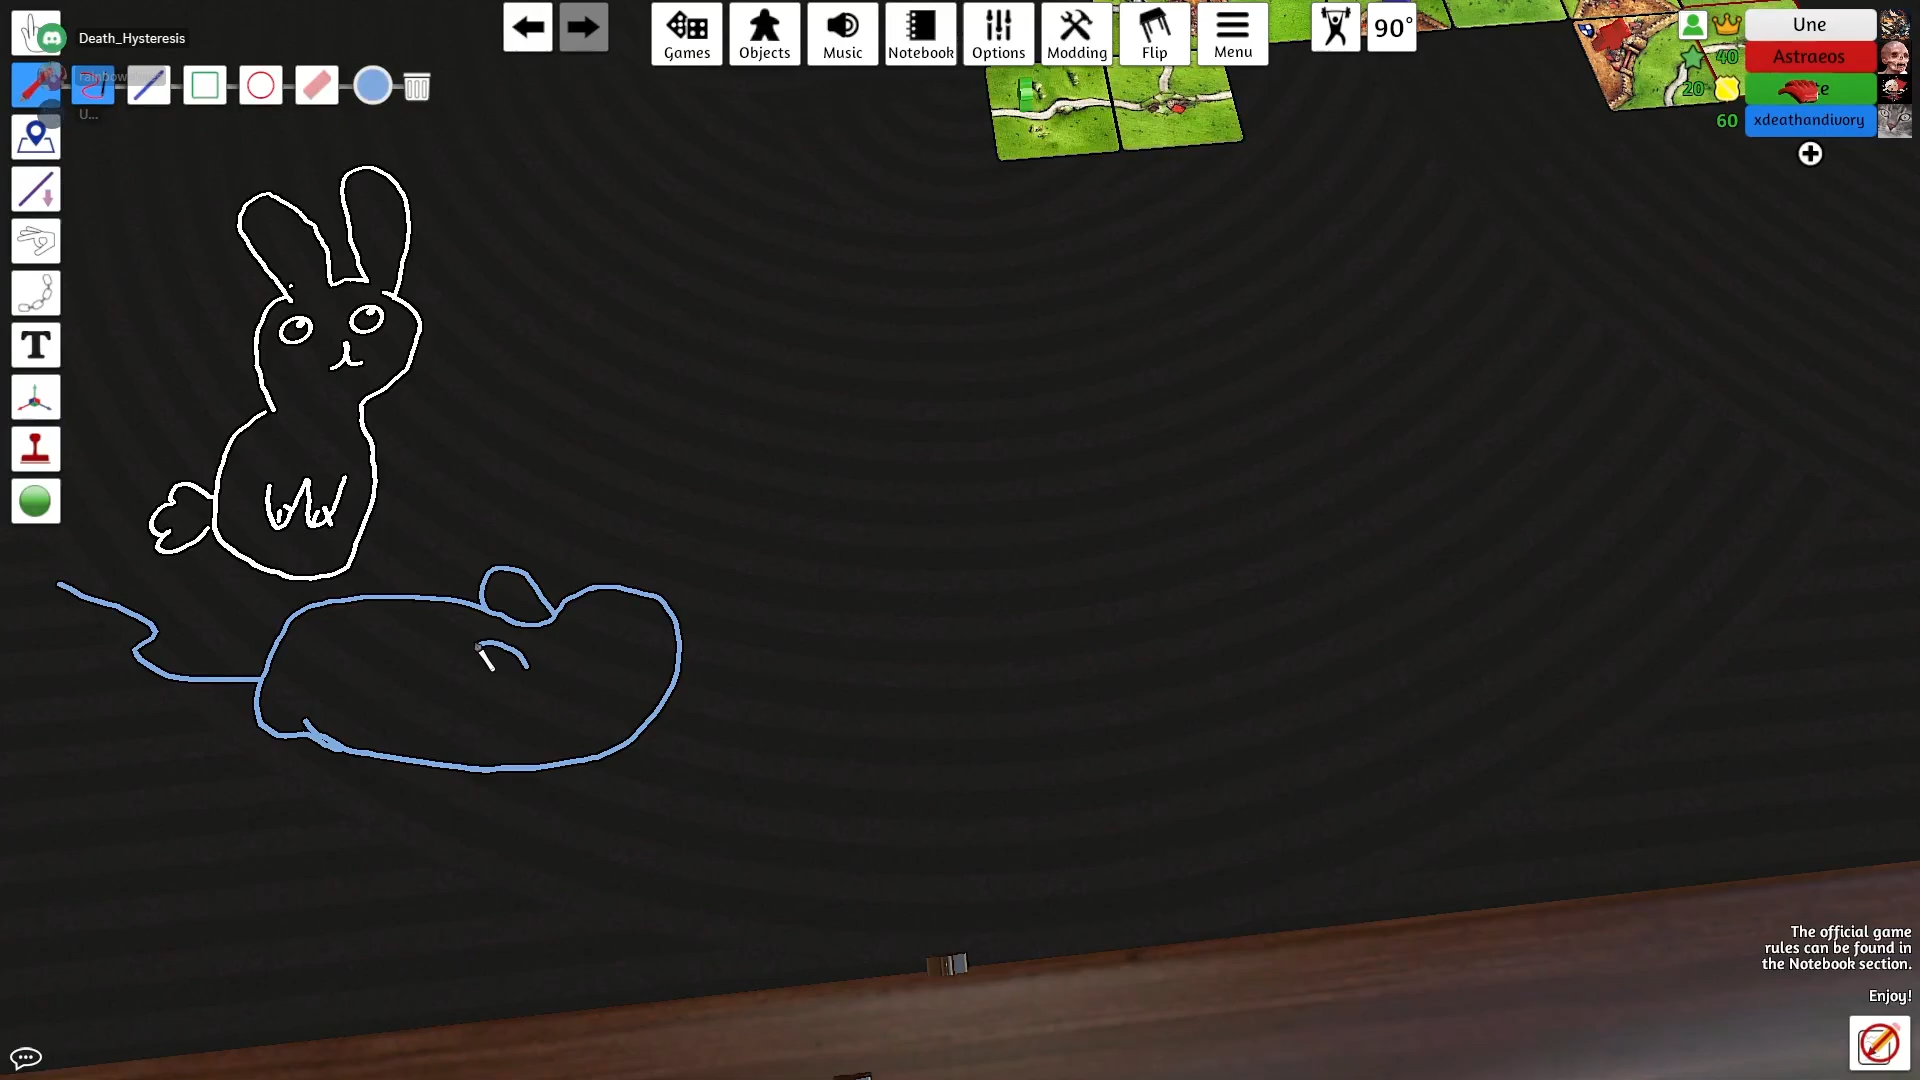 Death_Hysteresis
rainbow
U...
Games
Objects
Music
Notebook
Options
Modding
Flip
Menu
90°
Une
40 Astraeos
20 e
60 xdeathandivory
T
The official game
rules can be found in
the Notebook section.
Enjoy!